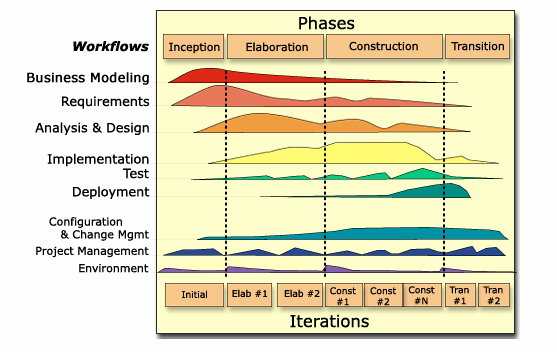 Phases
Workflows
Inception
Elaboration
Construction
Transition
Business Modeling
Requirements
Analysis & Design
Implementation
Test
Deployment
Configuration
& Change Mgmt
Project Management
Environment
Initial
Elab #1
Elab #2
Const
#1
Const
#2
Const
#N
Tran
#1
Tran
#2
Iterations